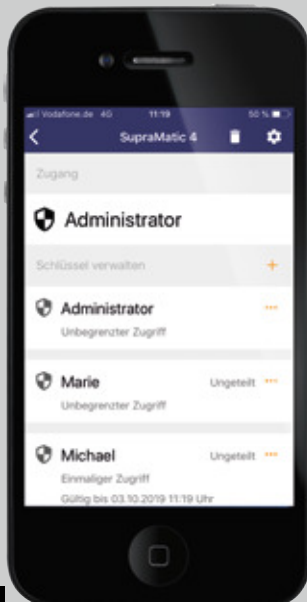 Vodafone.de 4G 11:19 50 %
SupraMatic 4
Zugang
Administrator
Schlüssel verwalten +
Administrator
Unbegrenzter Zugriff
Marie Ungeteilt
Unbegrenzter Zugriff
Michael Ungeteilt
Einmaliger Zugriff
Gültig bis 03.10.2019 11:19 Uhr